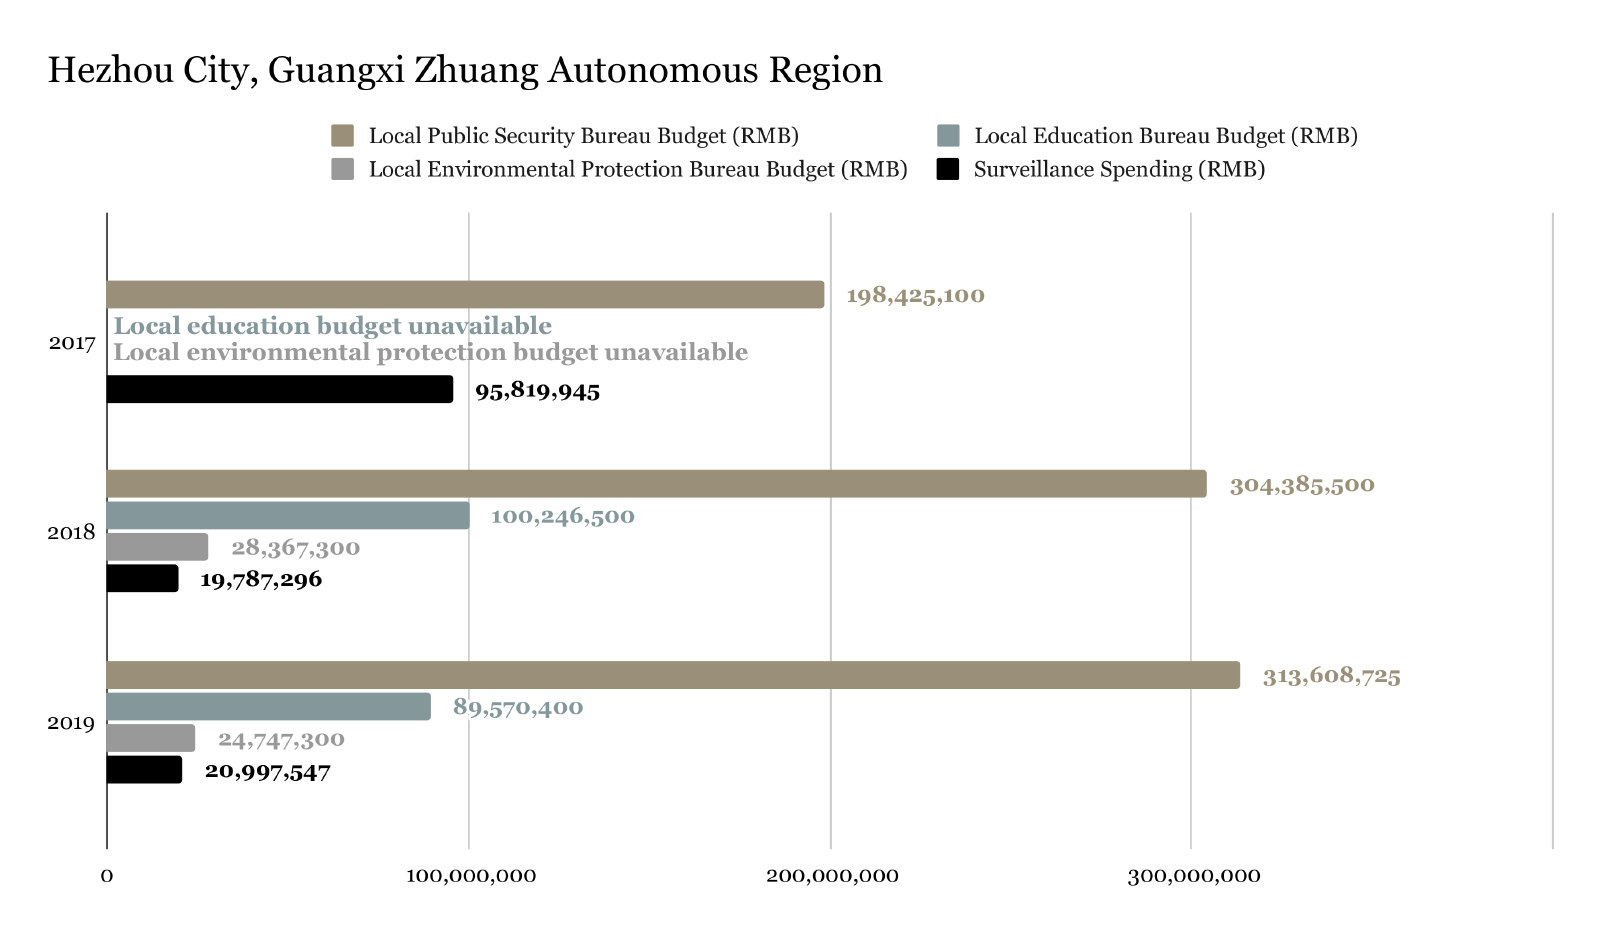 Hezhou City, Guangxi Zhuang Autonomous Region
Local Public Security Bureau Budget (RMB)
Local Education Bureau Budget (RMB)
Local Environmental Protection Bureau Budget (RMB)
Surveillance Spending (RMB)
2017
198,425,100
Local education budget unavailable
Local environmental protection budget unavailable
95,819,945
2018
304,385,500
100,246,500
28,367,300
19,787,296
2019
313,608,725
89,570,400
24,747,300
20,997,547
0
100,000,000
200,000,000
300,000,000